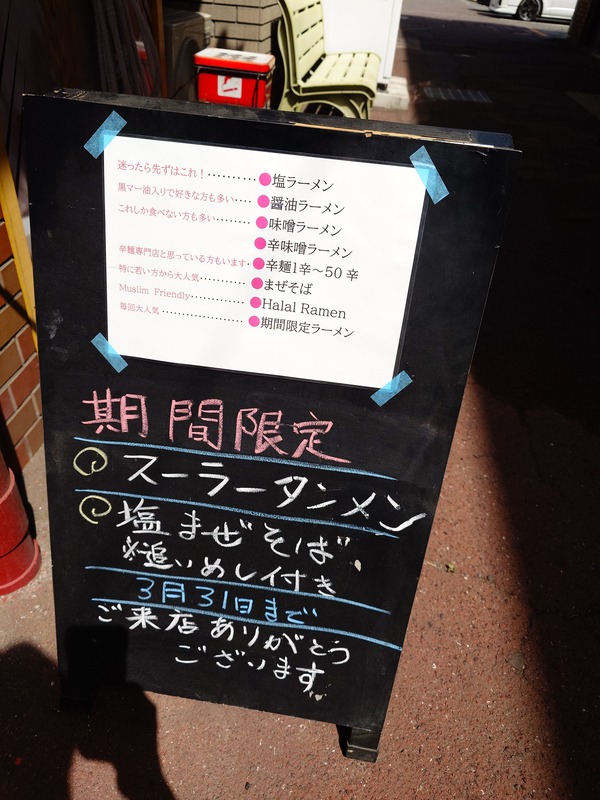 迷ったら先ずはこれ！‥‥‥‥●塩ラーメン
黒マー油入りで好きな方も多い‥‥●醤油ラーメン
これしか食べない方も多い‥‥‥●味噌ラーメン
●辛味噌ラーメン
辛麺専門店と思っている方もいます‥●辛麺1辛～50辛
特に若い方から大人気‥‥‥‥●まぜそば
Muslim Friendly‥‥‥‥‥●Halal Ramen
毎回大人気‥‥‥‥‥‥‥●期間限定ラーメン
期間限定
スーラータンメン
塩まぜそば
※追いめし付き
3月31日まで
ご来店ありがとう
ございます